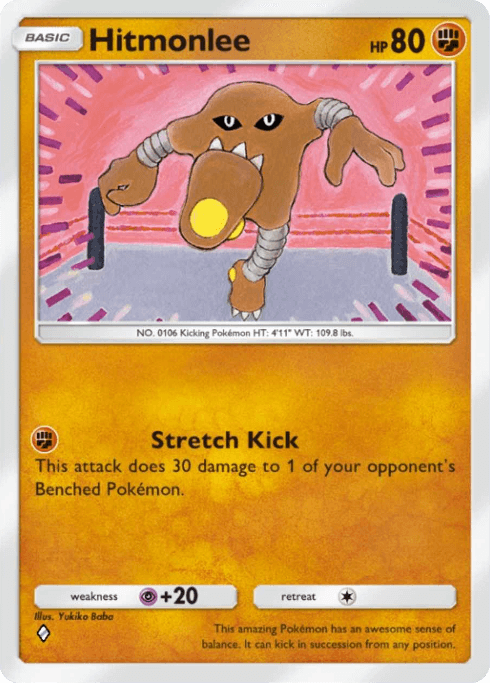 BASIC Hitmonlee HP 80
NO. 0106 Kicking Pokémon HT: 4'11" WT: 109.8 lbs.
Stretch Kick
This attack does 30 damage to 1 of your opponent's
Benched Pokémon.
weakness +20 retreat
Illus. Yukiko Baba
This amazing Pokémon has an awesome sense of
balance. It can kick in succession from any position.